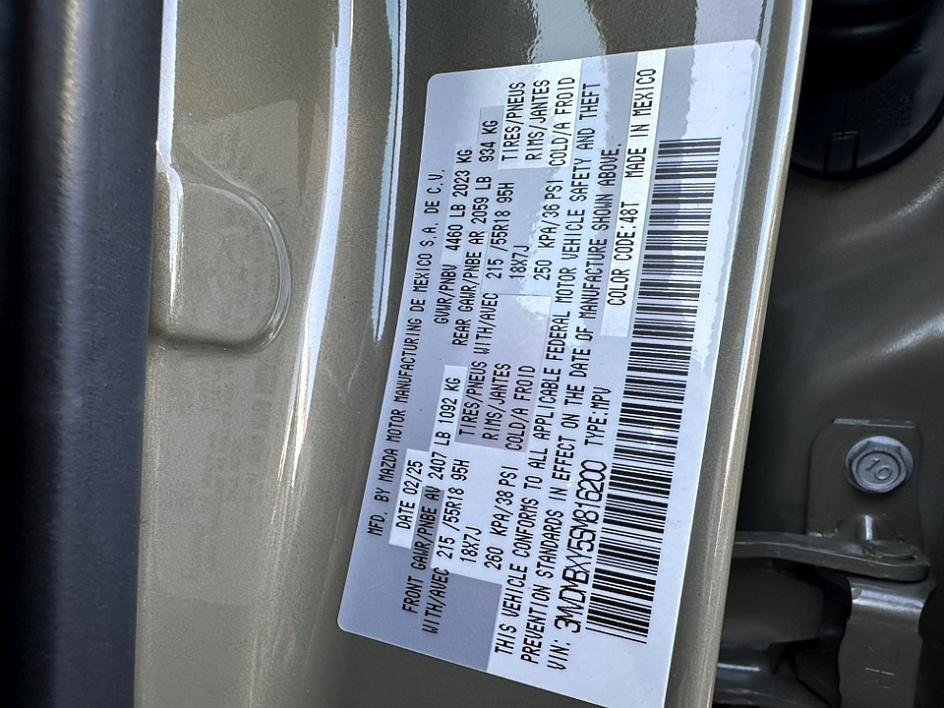 MFD. BY MAZDA MOTOR MANUFACTURING DE MEXICO S.A. DE C.V.
DATE 02/25 GVWR/PNBV 4460 LB 2023 KG
FRONT GAWR/PNBE AV 2407 LB 1092 KG REAR GAWR/PNBE AR 2059 LB 934 KG
WITH/AVEC 215 /55R18 95H TIRES/PNEUS WITH/AVEC 215 /55R18 95H TIRES/PNEUS
18X7J RIMS/JANTES 18X7J RIMS/JANTES
260 KPA/38 PSI COLD/A FROID 250 KPA/36 PSI COLD/A FROID
THIS VEHICLE CONFORMS TO ALL APPLICABLE FEDERAL MOTOR VEHICLE SAFETY AND THEFT
PREVENTION STANDARDS IN EFFECT ON THE DATE OF MANUFACTURE SHOWN ABOVE.
VIN: 3MVDMBXY5SM816200 TYPE:MPV COLOR CODE:48T MADE IN MEXICO
10